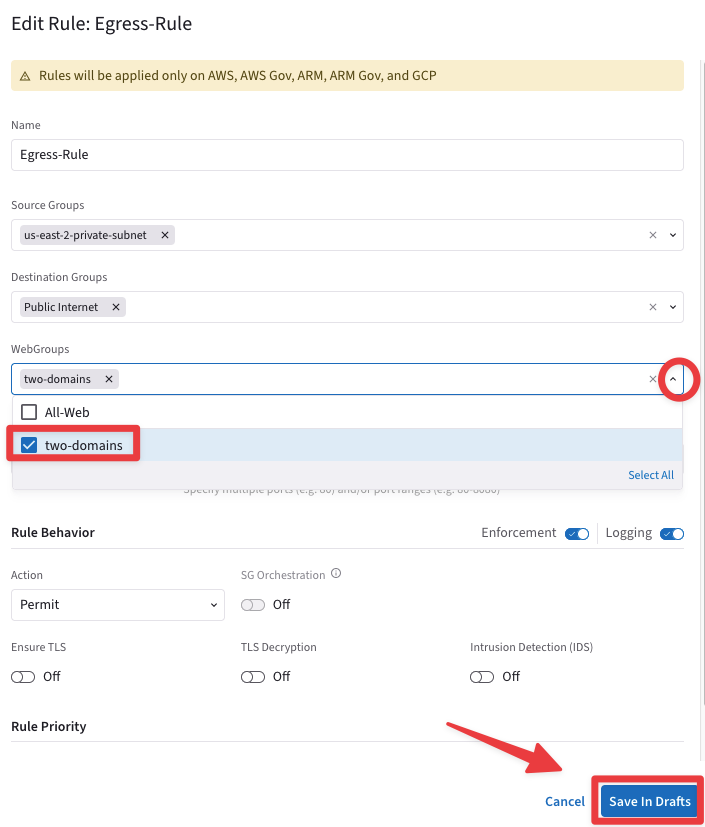 Edit Rule: Egress-Rule
Rules will be applied only on AWS, AWS Gov, ARM, ARM Gov, and GCP
Name
Egress-Rule
Source Groups
us-east-2-private-subnet
Destination Groups
Public Internet
WebGroups
two-domains
All-Web
two-domains
Select All
Specify multiple ports (e.g. 80) and/or port ranges (e.g. 80-8080)
Rule Behavior Enforcement Logging
Action SG Orchestration
Permit Off
Ensure TLS TLS Decryption Intrusion Detection (IDS)
Off Off Off
Rule Priority
Cancel Save In Drafts